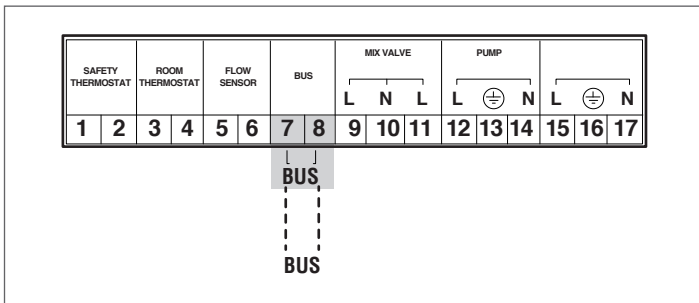 SAFETY THERMOSTAT
ROOM THERMOSTAT
FLOW SENSOR
BUS
MIX VALVE
PUMP
L N L L N L N
1 2 3 4 5 6 7 8 9 10 11 12 13 14 15 16 17
BUS
BUS